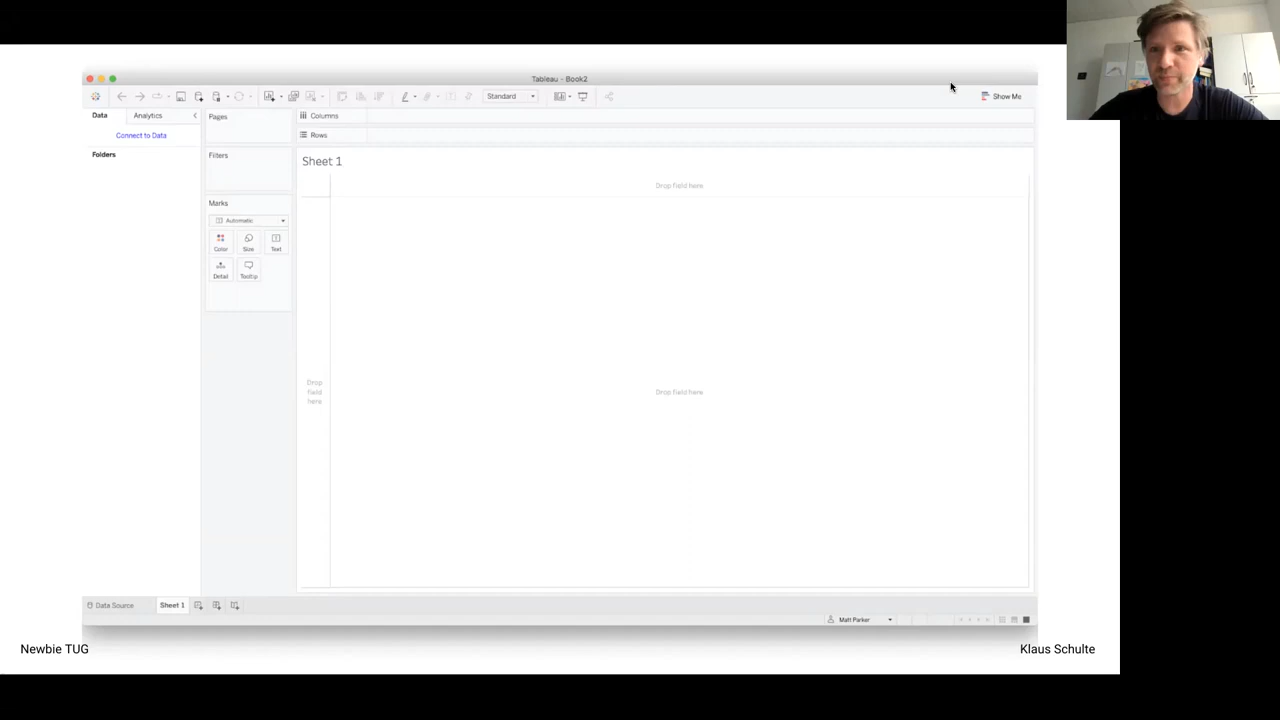 Tableau - Book2
Standard
Show Me
Data
Analytics
Pages
Columns
Connect to Data
Rows
Folders
Filters
Sheet 1
Drop field here
Marks
Automatic
Color
Size
Text
Detail
Tooltip
Drop
field
here
Drop field here
Data Source
Sheet 1
Matt Parker
Newbie TUG
Klaus Schulte